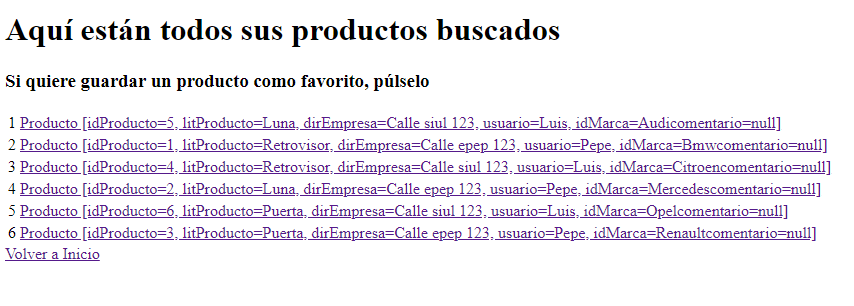 Aquí están todos sus productos buscados
Si quiere guardar un producto como favorito, púlselo
1 Producto [idProducto=5, litProducto=Luna, dirEmpresa=Calle siul 123, usuario=Luis, idMarca=Audicomentario=null]
2 Producto [idProducto=1, litProducto=Retrovisor, dirEmpresa=Calle epep 123, usuario=Pepe, idMarca=Bmwcomentario=null]
3 Producto [idProducto=4, litProducto=Retrovisor, dirEmpresa=Calle siul 123, usuario=Luis, idMarca=Citroencomentario=null]
4 Producto [idProducto=2, litProducto=Luna, dirEmpresa=Calle epep 123, usuario=Pepe, idMarca=Mercedescomentario=null]
5 Producto [idProducto=6, litProducto=Puerta, dirEmpresa=Calle siul 123, usuario=Luis, idMarca=Opelcomentario=null]
6 Producto [idProducto=3, litProducto=Puerta, dirEmpresa=Calle epep 123, usuario=Pepe, idMarca=Renaultcomentario=null]
Volver a Inicio